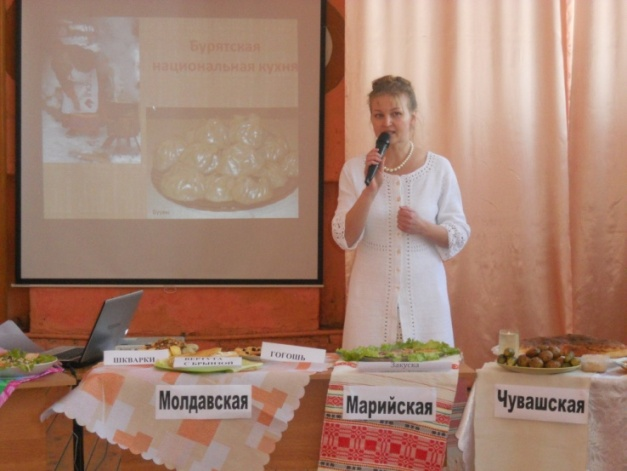 Бурятская
национальная кухня
ШКВАРКИ
ВЕРТУТА
С БРЫНЗОЙ
ГОГОШЬ
Закуска
Молдавская
Марийская
Чувашская